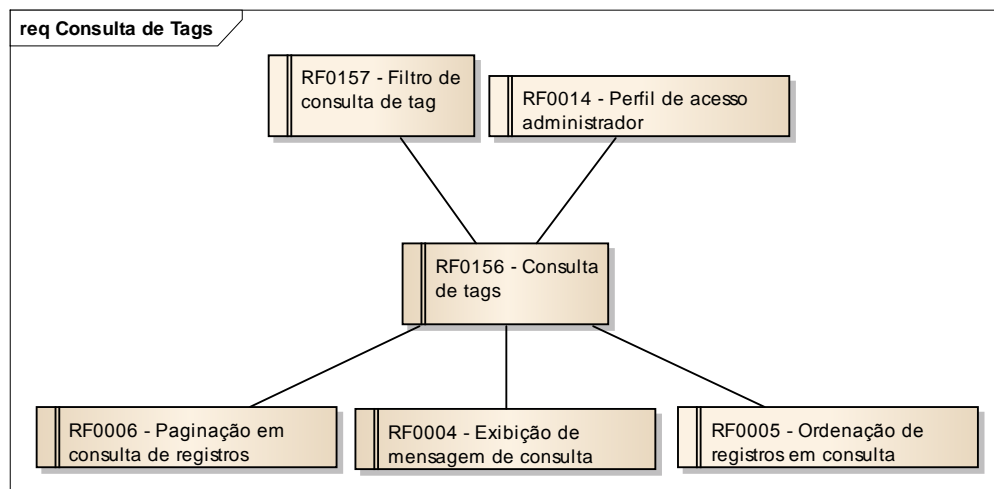 req Consulta de Tags
RF0157 - Filtro de
consulta de tag
RF0014 - Perfil de acesso
administrador
RF0156 - Consulta
de tags
RF0006 - Paginação em
consulta de registros
RF0004 - Exibição de
mensagem de consulta
RF0005 - Ordenação de
registros em consulta